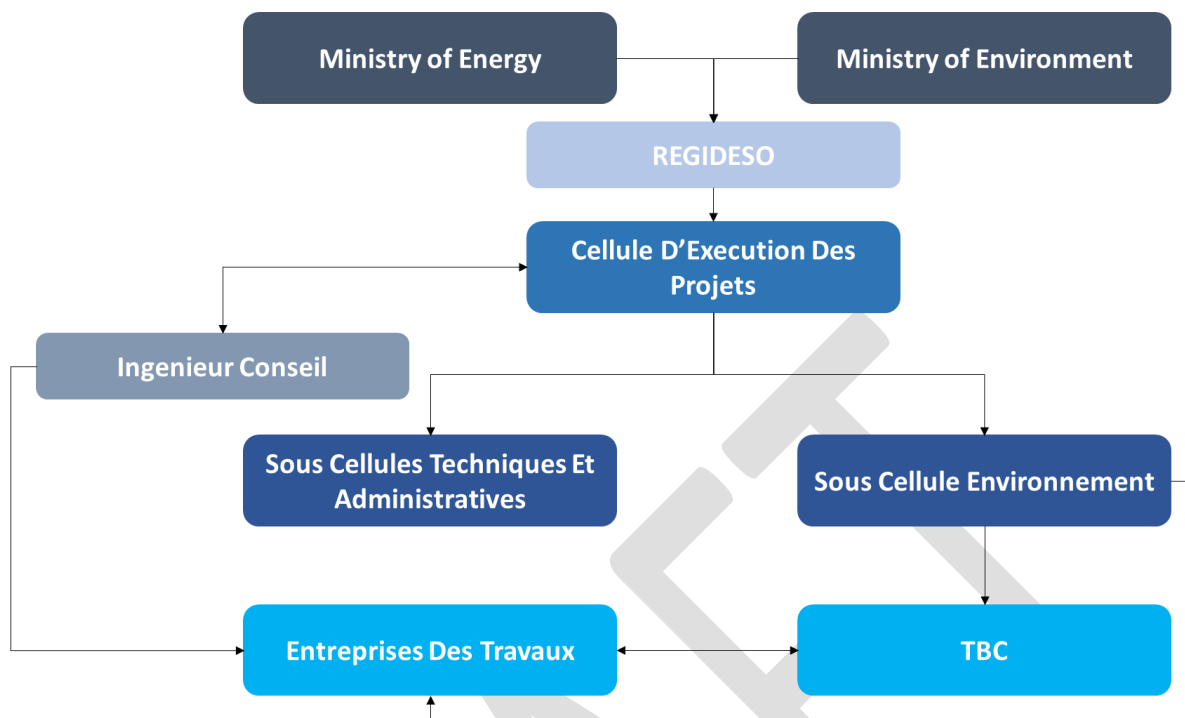 Ministry of Energy
Ministry of Environment
REGIDESO
Cellule D’Execution Des
Projets
Ingenieur Conseil
Sous Cellules Techniques Et
Administratives
Sous Cellule Environnement
Entreprises Des Travaux
TBC